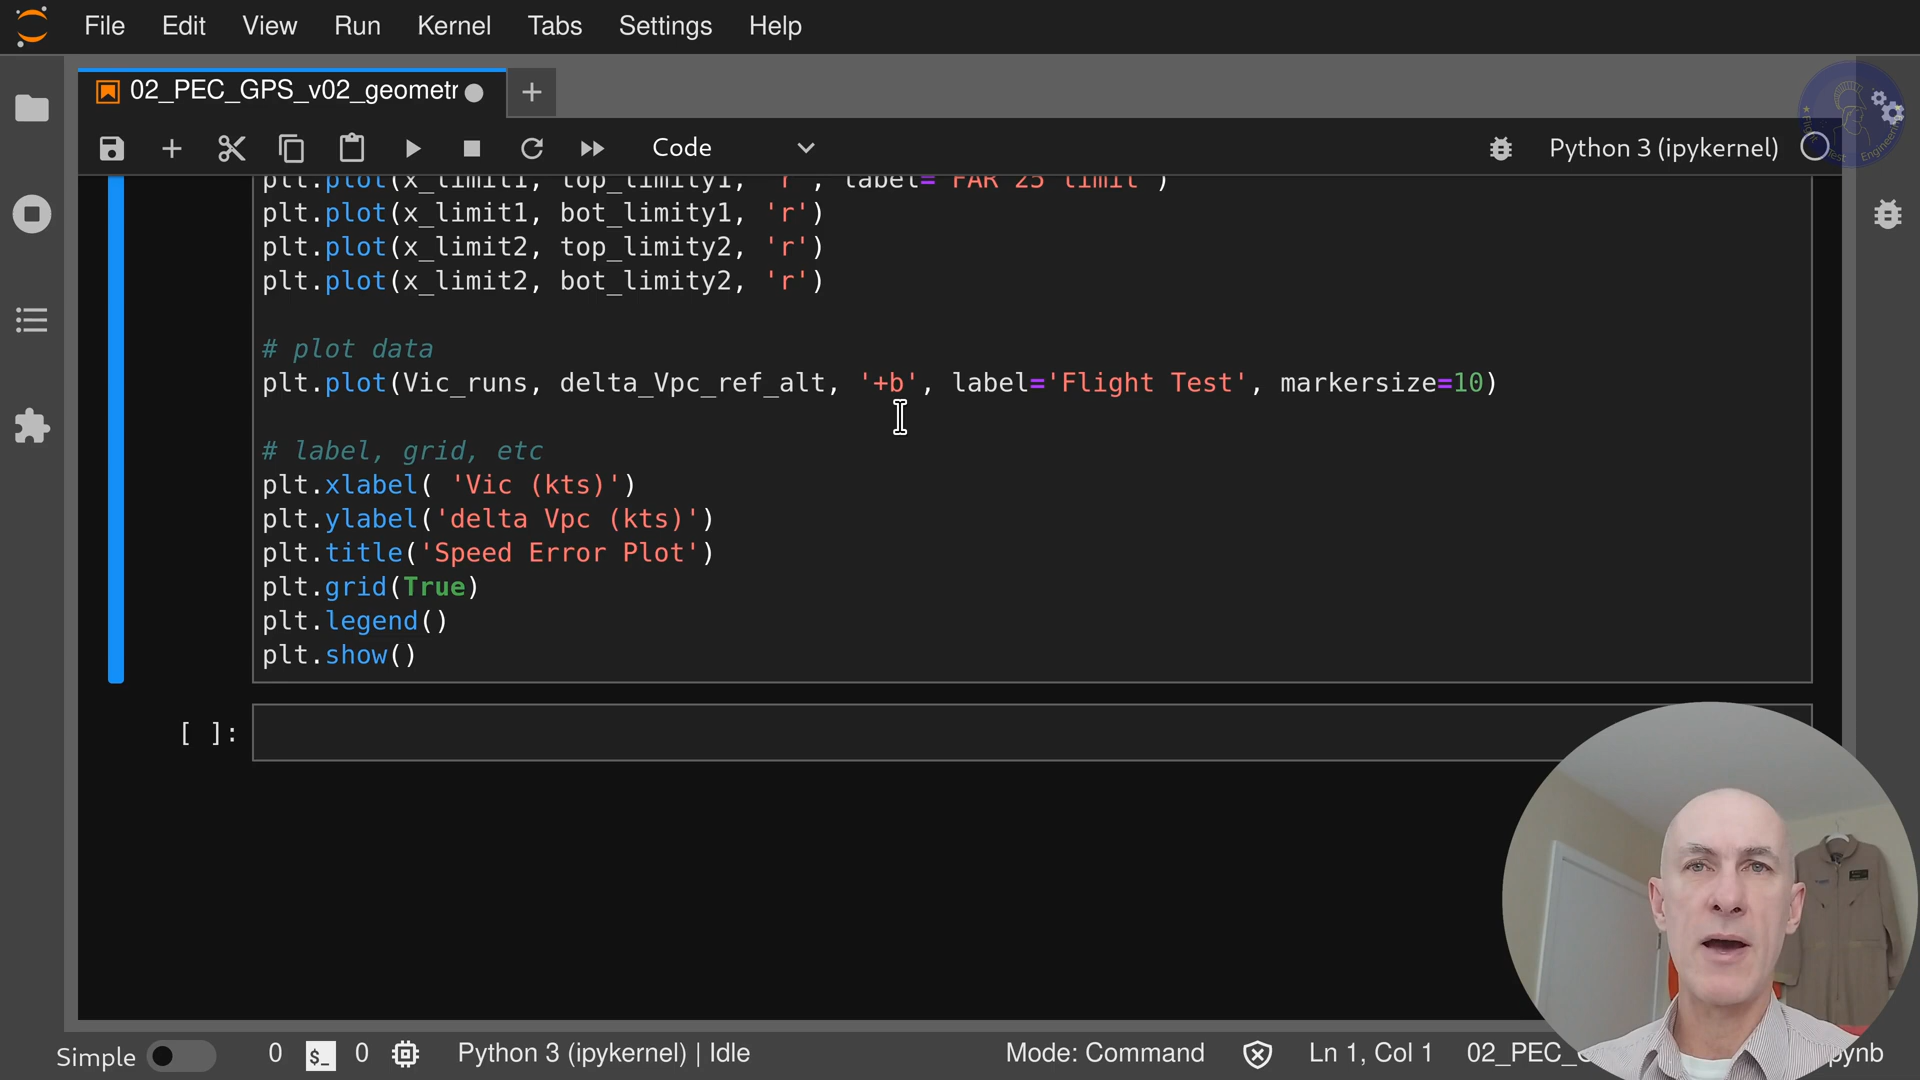 File Edit View Run Kernel Tabs Settings Help
02_PEC_GPS_v02_geometr
Code
Python 3 (ipykernel)
plt.plot(x_limit1, top_limity1, 'r', label='FAR 25 limit')
plt.plot(x_limit1, bot_limity1, 'r')
plt.plot(x_limit2, top_limity2, 'r')
plt.plot(x_limit2, bot_limity2, 'r')
# plot data
plt.plot(Vic_runs, delta_Vpc_ref_alt, '+b', label='Flight Test', markersize=10)
# label, grid, etc
plt.xlabel( 'Vic (kts)')
plt.ylabel('delta Vpc (kts)')
plt.title('Speed Error Plot')
plt.grid(True)
plt.legend()
plt.show()
[ ]:
Simple 0 $_ 0 Python 3 (ipykernel) | Idle Mode: Command Ln 1, Col 1 02_PEC_ pynb